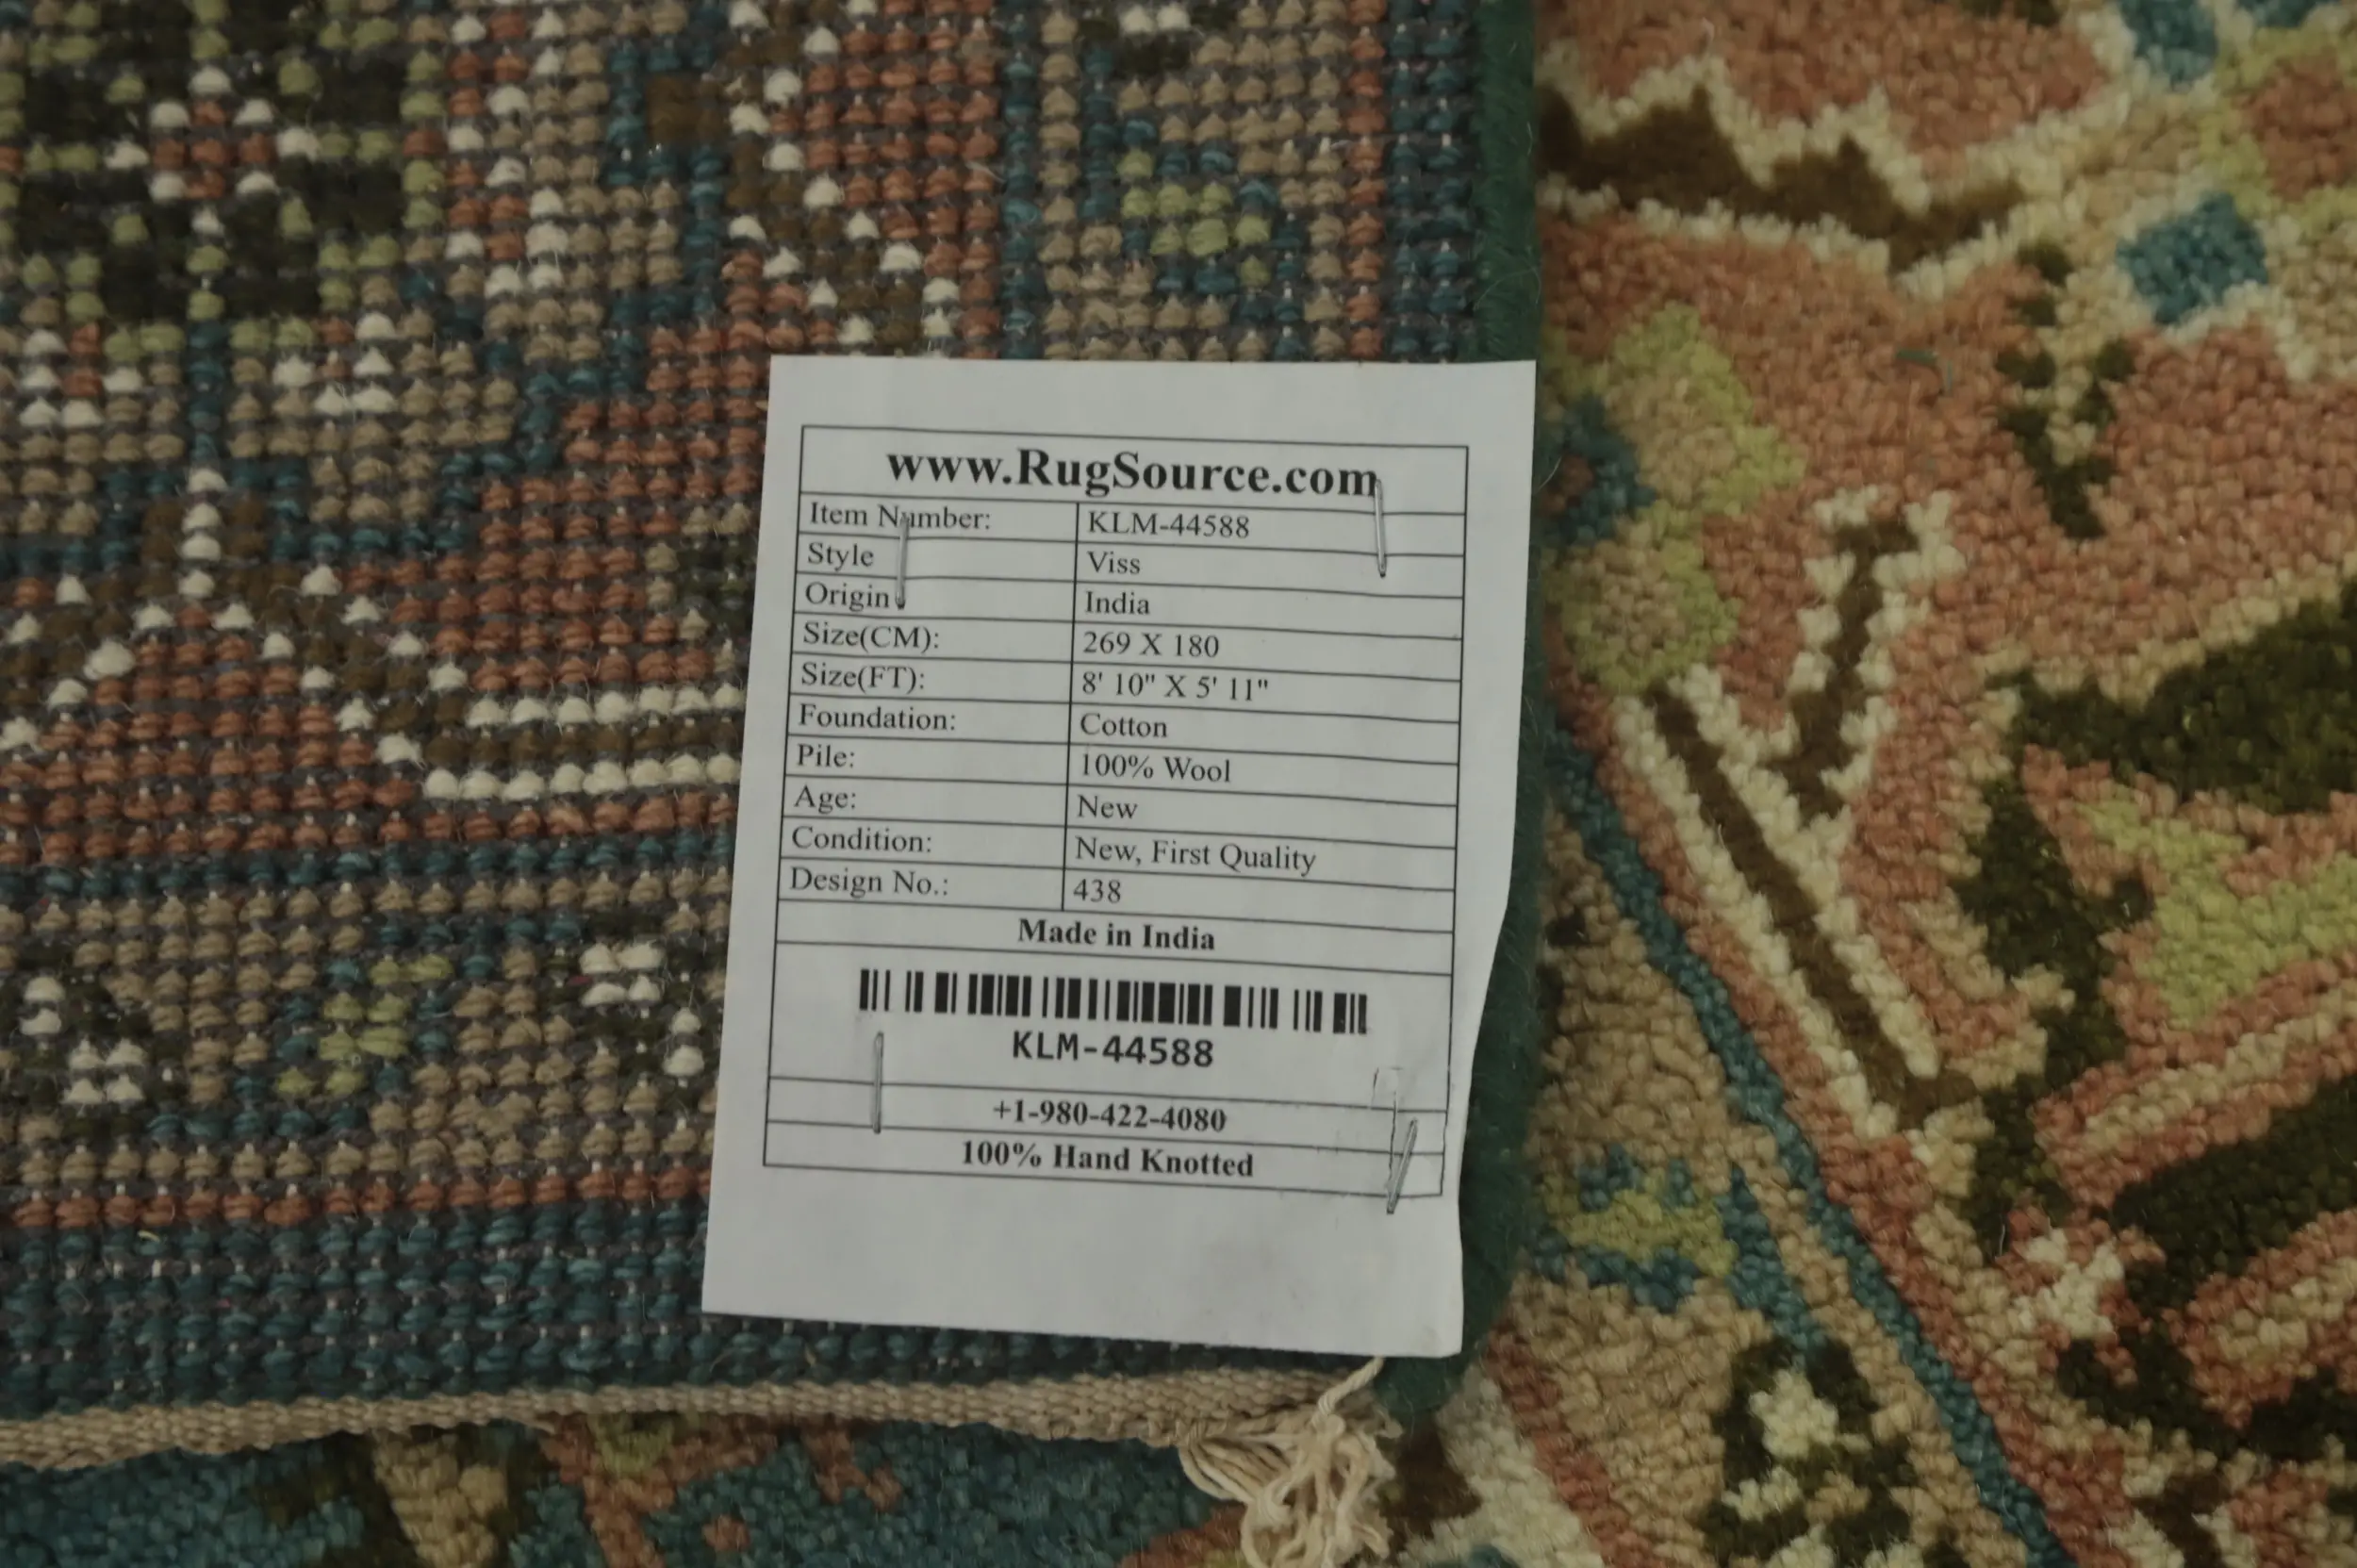 www.RugSource.com
Item Number: KLM-44588
Style Viss
Origin India
Size(CM): 269 X 180
Size(FT): 8' 10" X 5' 11"
Foundation: Cotton
Pile: 100% Wool
Age: New
Condition: New, First Quality
Design No.: 438
Made in India
KLM-44588
+1-980-422-4080
100% Hand Knotted